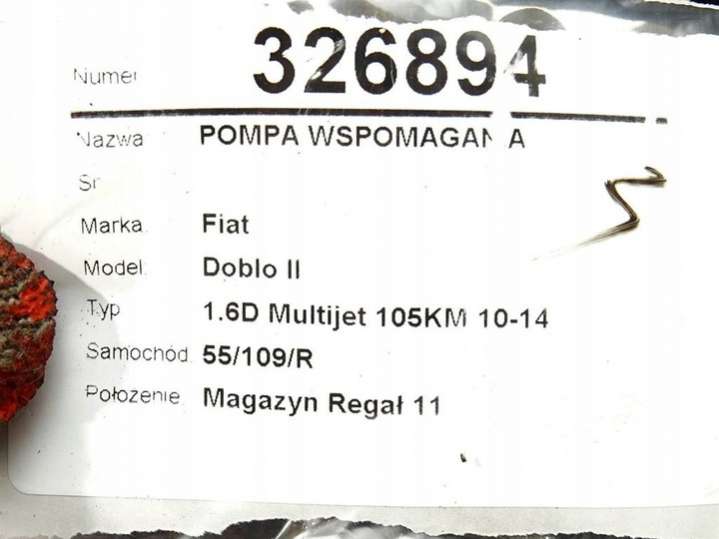 Numer 326894
Nazwa POMPA WSPOMAGANIA
Marka Fiat
Model: Doblo II
Typ 1.6D Multijet 105KM 10-14
Samochód 55/109/R
Położenie Magazyn Regał 11